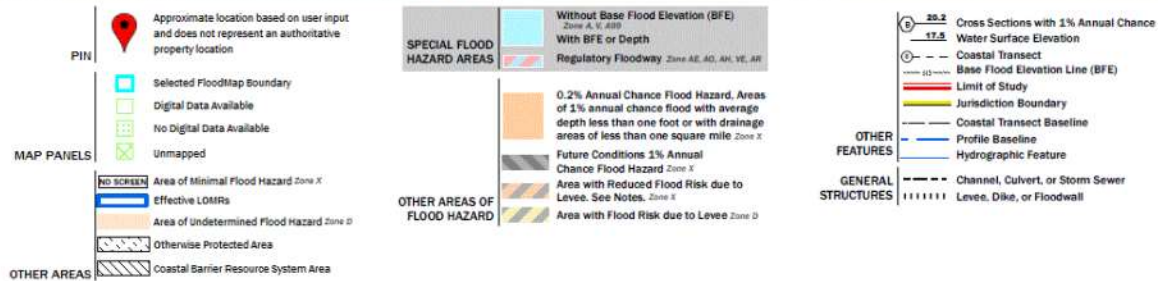 PIN
Approximate location based on user input
and does not represent an authoritative
property location
MAP PANELS
Selected FloodMap Boundary
Digital Data Available
No Digital Data Available
Unmapped
OTHER AREAS
NO SCREEN Area of Minimal Flood Hazard Zone X
Effective LOMRs
Area of Undetermined Flood Hazard Zone D
Otherwise Protected Area
Coastal Barrier Resource System Area
SPECIAL FLOOD
HAZARD AREAS
Without Base Flood Elevation (BFE)
Zone A, V, A99
With BFE or Depth
Regulatory Floodway Zone AE, AO, AH, VE, AR
OTHER AREAS OF
FLOOD HAZARD
0.2% Annual Chance Flood Hazard, Areas
of 1% annual chance flood with average
depth less than one foot or with drainage
areas of less than one square mile Zone X
Future Conditions 1% Annual
Chance Flood Hazard Zone X
Area with Reduced Flood Risk due to
Levee. See Notes. Zone X
Area with Flood Risk due to Levee Zone D
OTHER
FEATURES
B 20.2 Cross Sections with 1% Annual Chance
17.5 Water Surface Elevation
Coastal Transect
Base Flood Elevation Line (BFE)
Limit of Study
Jurisdiction Boundary
Coastal Transect Baseline
Profile Baseline
Hydrographic Feature
GENERAL
STRUCTURES
Channel, Culvert, or Storm Sewer
Levee, Dike, or Floodwall